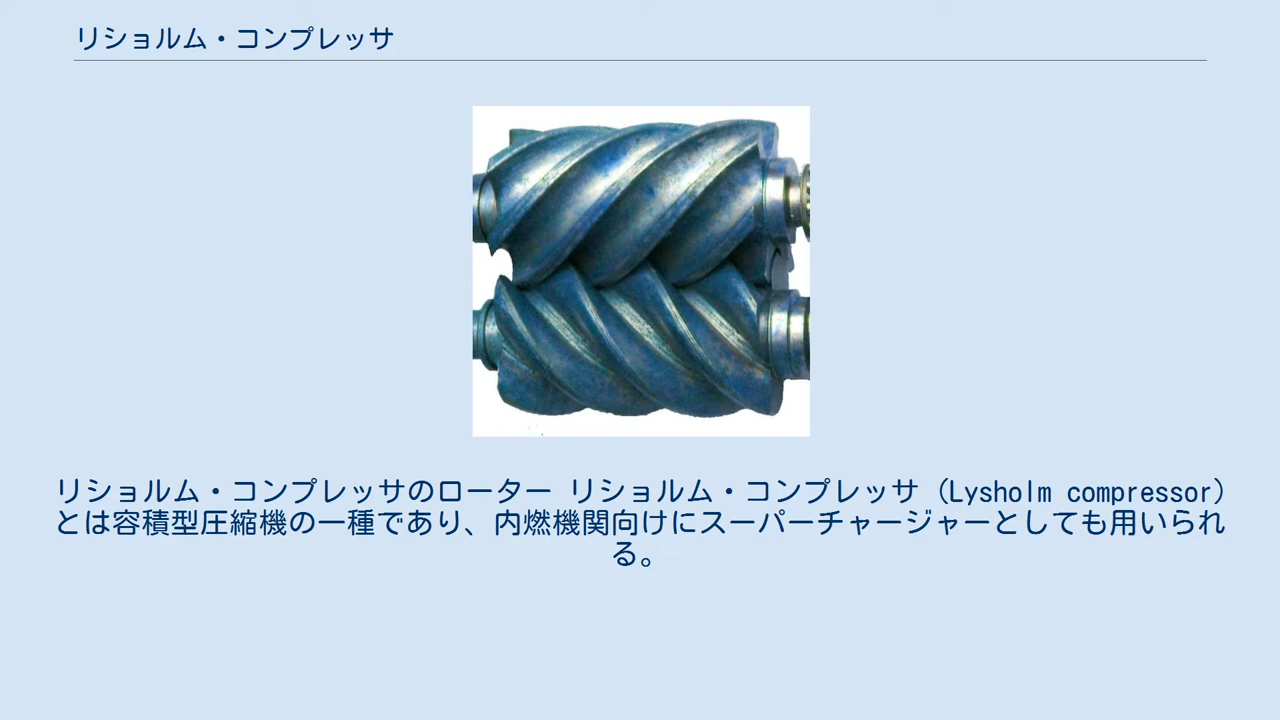 リショルム・コンプレッサ
リショルム・コンプレッサのローター リショルム・コンプレッサ（Lysholm compressor）
とは容積型圧縮機の一種であり、内燃機関向けにスーパーチャージャーとしても用いられ
る。